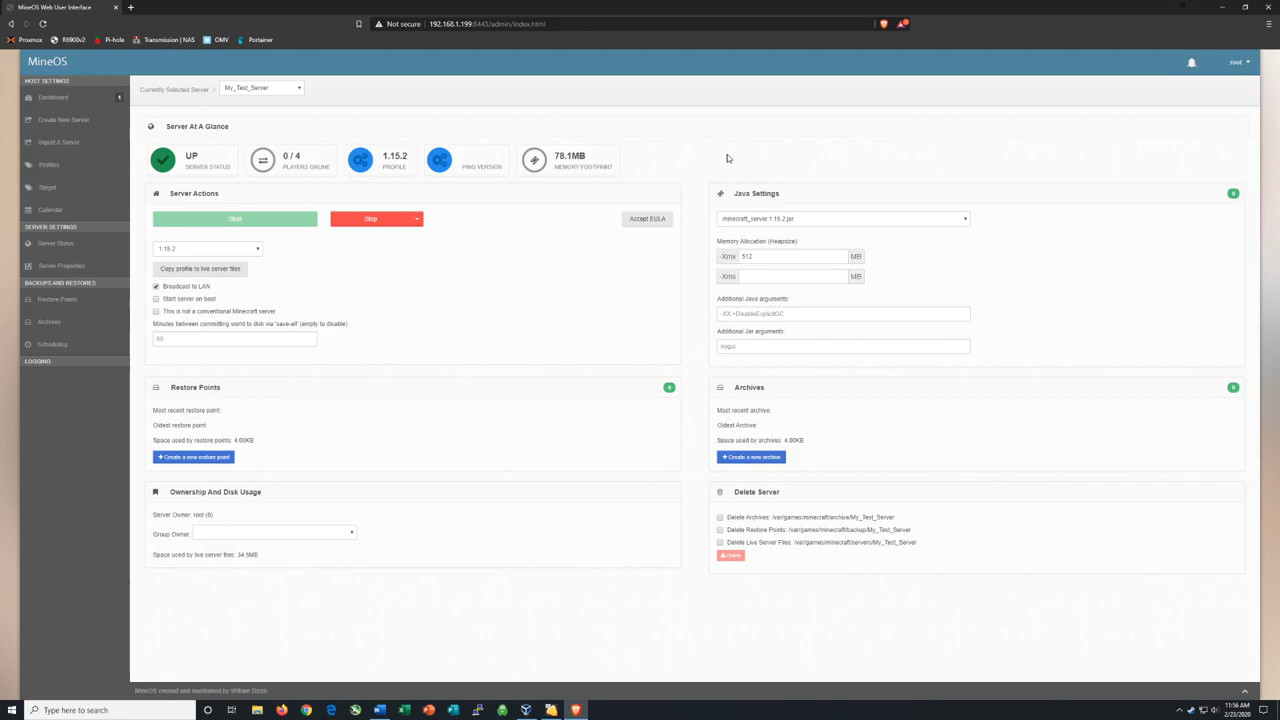 MineOS Web User Interface
Not secure 192.168.1.199:8443/admin/index.html
Proxmox R6900v2 Pi-hole Transmission | NAS OMV Portainer
MineOS
root
HOST SETTINGS
Dashboard 1
Create New Server
Import A Server
Profiles
Spigot
Calendar
SERVER SETTINGS
Server Status
Server Properties
BACKUPS AND RESTORES
Restore Points
Archives
Scheduling
LOGGING
Currently Selected Server > My_Test_Server
Server At A Glance
UP
SERVER STATUS
0 / 4
PLAYERS ONLINE
1.15.2
PROFILE
PING VERSION
78.1MB
MEMORY FOOTPRINT
Server Actions
Start
Stop
Accept EULA
1.15.2
Copy profile to live server files
Broadcast to LAN
Start server on boot
This is not a conventional Minecraft server
Minutes between committing world to disk via 'save-all' (empty to disable)
60
Java Settings
minecraft_server.1.15.2.jar
Memory Allocation (Heapsize)
-Xmx 512 MB
-Xms MB
Additional Java arguments:
-XX:+DisableExplicitGC
Additional Jar arguments:
nogui
Restore Points 0
Most recent restore point:
Oldest restore point:
Space used by restore points: 4.00KB
Create a new restore point
Archives
Most recent archive:
Oldest Archive:
Space used by archives: 4.00KB
Create a new archive
Ownership And Disk Usage
Server Owner: root (0)
Group Owner:
Space used by live server files: 34.5MB
Delete Server
Delete Archives: /var/games/minecraft/archive/My_Test_Server
Delete Restore Points: /var/games/minecraft/backup/My_Test_Server
Delete Live Server Files: /var/games/minecraft/servers/My_Test_Server
Delete
MineOS created and maintained by William Dizon
Type here to search
11:56 AM
2/23/2020